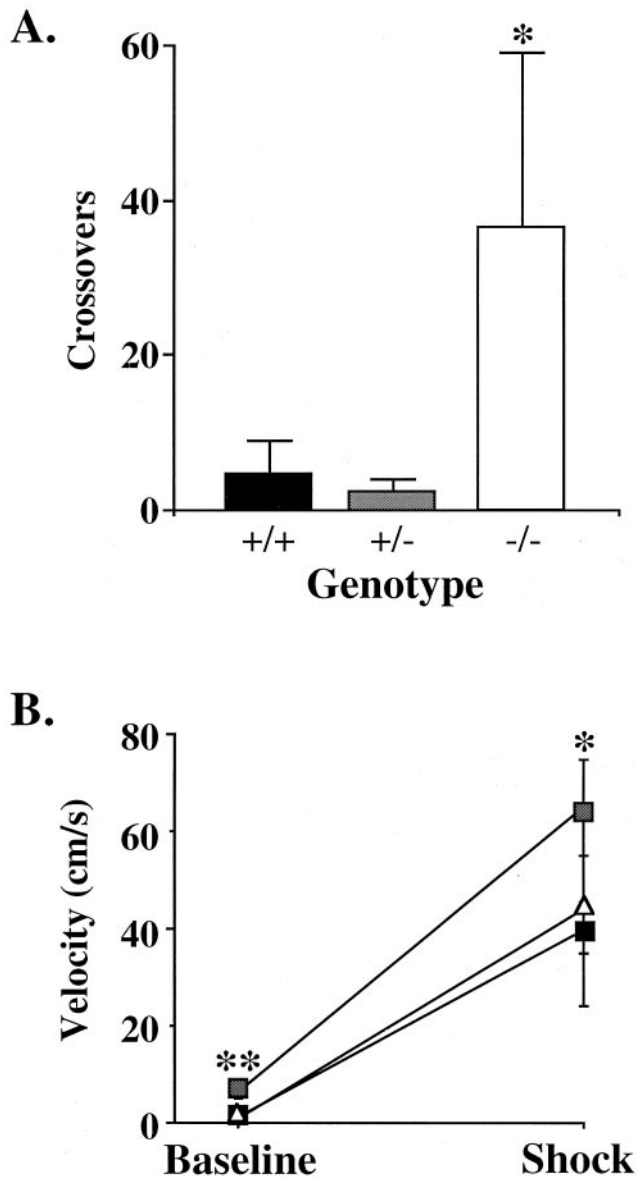 A.
*
60
40
20
0
Crossovers
+/+ +/- -/-
Genotype
B.
80
*
60
40
20
**
0
Velocity (cm/s)
Baseline Shock